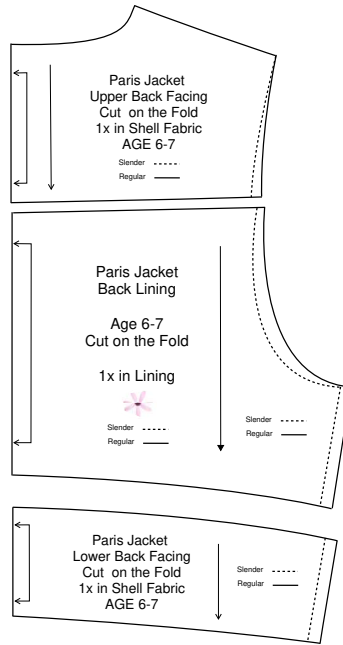 Paris Jacket
Upper Back Facing
Cut on the Fold
1x in Shell Fabric
AGE 6-7
Slender
Regular
Paris Jacket
Back Lining
Age 6-7
Cut on the Fold
1x in Lining
Slender
Regular
Slender
Regular
Paris Jacket
Lower Back Facing
Cut on the Fold
1x in Shell Fabric
AGE 6-7
Slender
Regular